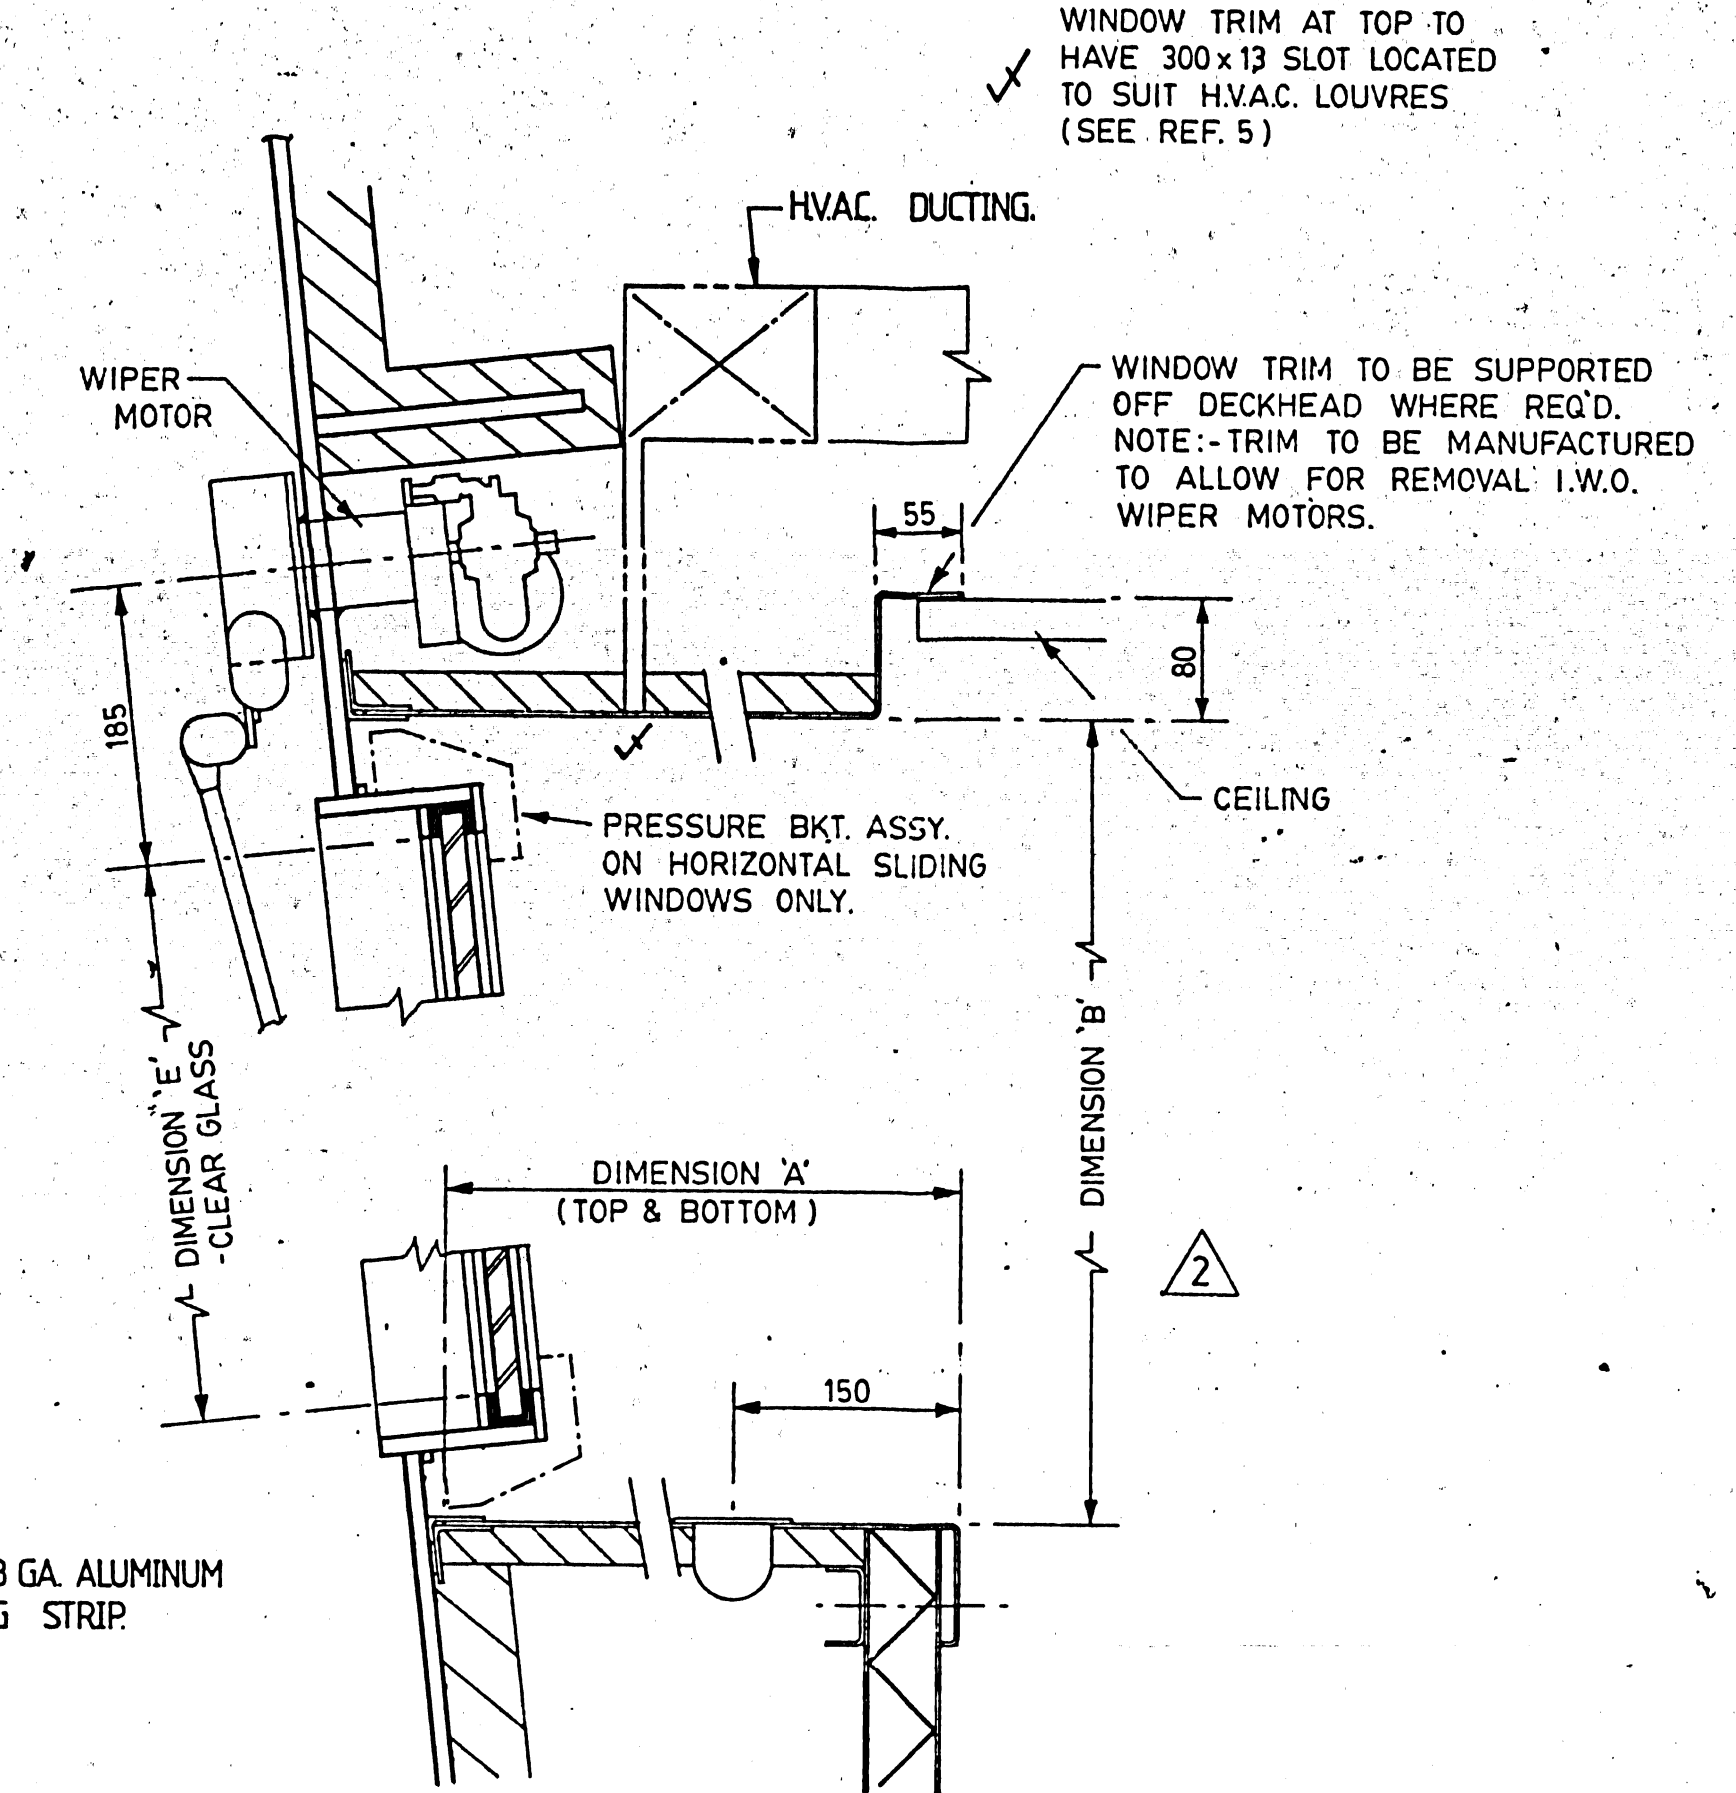 WINDOW TRIM AT TOP TO
HAVE 300 x 13 SLOT LOCATED
TO SUIT H.V.A.C. LOUVRES
(SEE REF. 5)
H.V.A.C. DUCTING.
WIPER
MOTOR
WINDOW TRIM TO BE SUPPORTED
OFF DECKHEAD WHERE REQ'D.
NOTE:- TRIM TO BE MANUFACTURED
TO ALLOW FOR REMOVAL I.W.O.
WIPER MOTORS.
55
80
185
CEILING
PRESSURE BKT. ASSY.
ON HORIZONTAL SLIDING
WINDOWS ONLY.
DIMENSION 'E'
-CLEAR GLASS
DIMENSION 'B'
DIMENSION 'A'
(TOP & BOTTOM)
2
150
GA. ALUMINUM
STRIP.